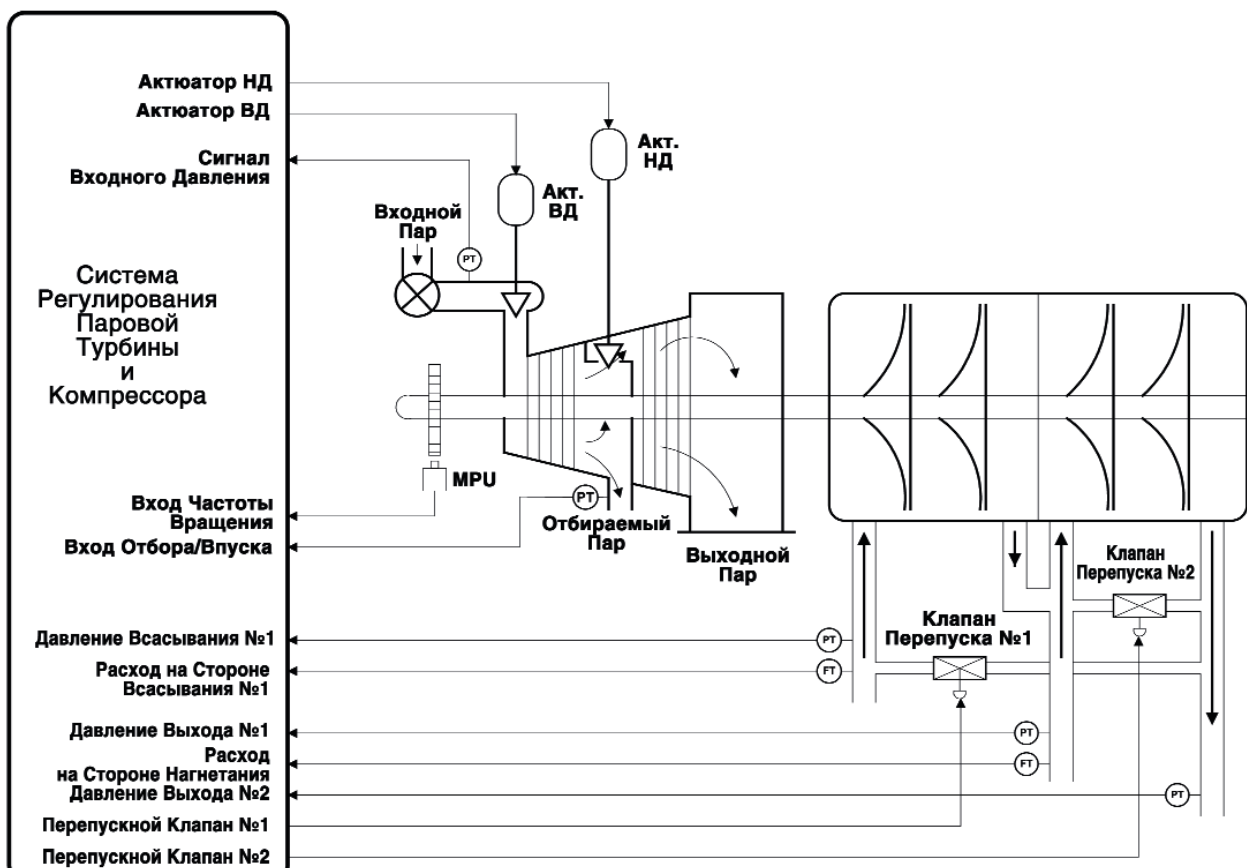 Актюатор НД
Актюатор ВД
Сигнал
Входного Давления
Система
Регулирования
Паровой
Турбины
и
Компрессора
Вход Частоты
Вращения
Вход Отбора/Впуска
Давление Всасывания №1
Расход на Стороне
Всасывания №1
Давление Выхода №1
Расход
на Стороне Нагнетания
Давление Выхода №2
Перепускной Клапан №1
Перепускной Клапан №2
Входной
Пар
PT
Акт.
ВД
Акт.
НД
MPU
PT
Отбираемый
Пар
Выходной
Пар
Клапан
Перепуска №1
Клапан
Перепуска №2
PT
FT
PT
FT
PT